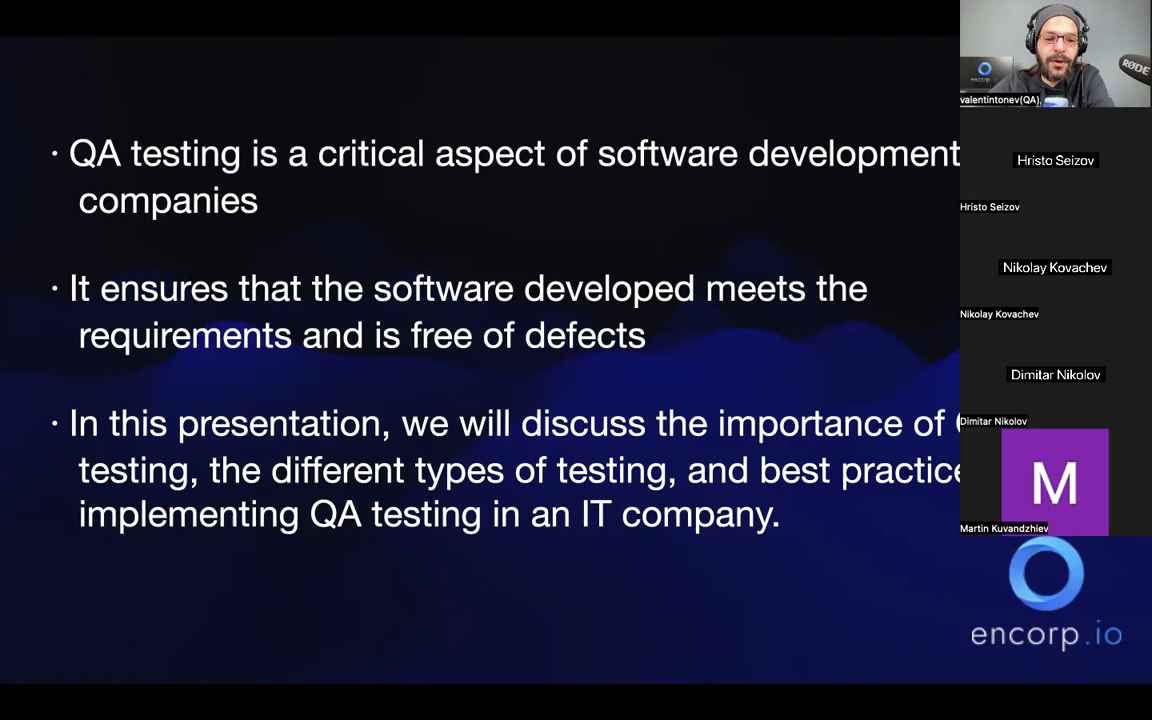 · QA testing is a critical aspect of software development
companies
· It ensures that the software developed meets the
requirements and is free of defects
· In this presentation, we will discuss the importance of
testing, the different types of testing, and best practice
implementing QA testing in an IT company.
encorp.io
RØDE
valentintonev(QA),
Hristo Seizov
Hristo Seizov
Nikolay Kovachev
Nikolay Kovachev
Dimitar Nikolov
Dimitar Nikolov
M
Martin Kuvandzhiev
encorp.io